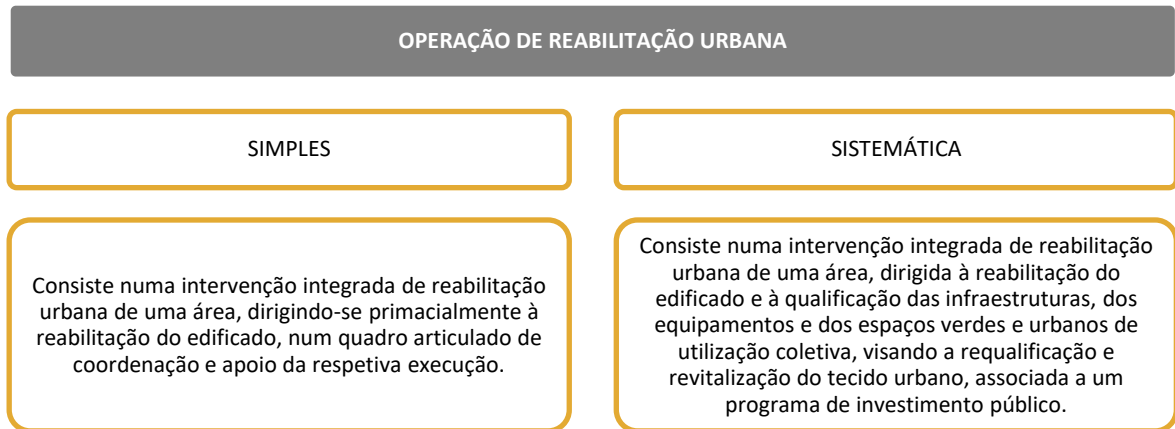 OPERAÇÃO DE REABILITAÇÃO URBANA
SIMPLES
Consiste numa intervenção integrada de reabilitação
urbana de uma área, dirigindo-se primacialmente à
reabilitação do edificado, num quadro articulado de
coordenação e apoio da respetiva execução.
SISTEMÁTICA
Consiste numa intervenção integrada de reabilitação
urbana de uma área, dirigida à reabilitação do
edificado e à qualificação das infraestruturas, dos
equipamentos e dos espaços verdes e urbanos de
utilização coletiva, visando a requalificação e
revitalização do tecido urbano, associada a um
programa de investimento público.